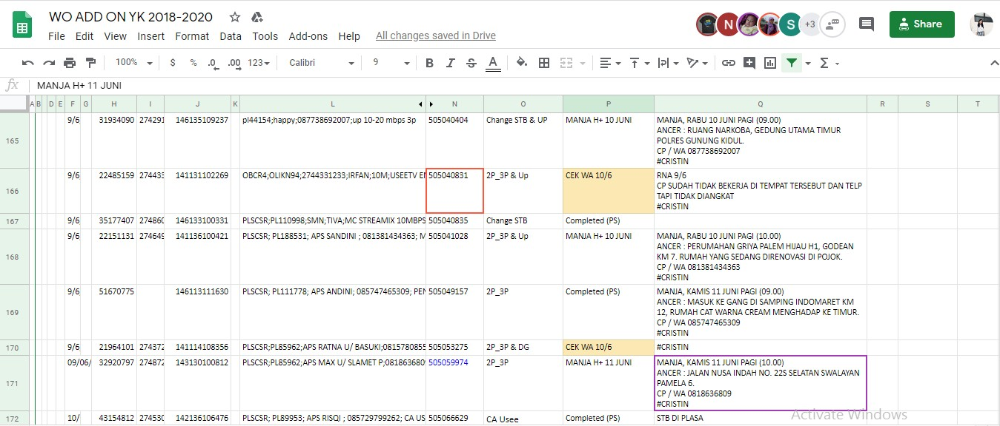 WO ADD ON YK 2018-2020
N
S
+3
Share
File Edit View Insert Format Data Tools Add-ons Help All changes saved in Drive
100% $ % .0 .00 123 Calibri 9 B I S A
fx MANJA H+ 11 JUNI
A B D E F G H I J K L N O P Q R S T
165 9/6 31934090 274291 146135109237 pl44154;happy;087738692007;up 10-20 mbps 3p 505040404 Change STB & UP MANJA H+ 10 JUNI MANJA, RABU 10 JUNI PAGI (09.00)
ANCER : RUANG NARKOBA, GEDUNG UTAMA TIMUR
POLRES GUNUNG KIDUL.
CP / WA 087738692007
#CRISTIN
166 9/6 22485159 274433 141131102269 OBCR4;OLIKN94;2744331233;IRFAN;10M;USEETV 505040831 2P_3P & Up CEK WA 10/6 RNA 9/6
CP SUDAH TIDAK BEKERJA DI TEMPAT TERSEBUT DAN TELP
TAPI TIDAK DIANGKAT
#CRISTIN
167 9/6 35177407 274860 146133100331 PLSCSR;PL110998;SMN;TIVA;MC STREAMIX 10MBPS 505040835 Change STB Completed (PS)
168 9/6 22151131 274649 141136100421 PLSCSR; PL188531; APS SANDINI ; 081381434363; M 505041028 2P_3P & Up MANJA H+ 10 JUNI MANJA, RABU 10 JUNI PAGI (10.00)
ANCER : PERUMAHAN GRIYA PALEM HIJAU H1, GODEAN
KM 7. RUMAH YANG SEDANG DIRENOVASI DI POJOK.
CP / WA 081381434363
#CRISTIN
169 9/6 51670775 146113111630 PLSCSR; PL111778; APS ANDINI; 085747465309; PEN 505049157 2P_3P Completed (PS) MANJA, KAMIS 11 JUNI PAGI (09.00)
ANCER : MASUK KE GANG DI SAMPING INDOMARET KM
12, RUMAH CAT WARNA CREAM MENGHADAP KE TIMUR.
CP / WA 085747465309
#CRISTIN
170 9/6 21964101 274372 141114108356 PLSCSR;PL85962;APS RATNA U/ BASUKI;0815780855 505053275 2P_3P & DG CEK WA 10/6 #CRISTIN
171 09/06/ 32920797 274872 143130100812 PLSCSR;PL85962;APS MAX U/ SLAMET P;081863680 505059974 2P_3P MANJA H+ 11 JUNI MANJA, KAMIS 11 JUNI PAGI (10.00)
ANCER : JALAN NUSA INDAH NO. 22S SELATAN SWALAYAN
PAMELA 6.
CP / WA 0818636809
#CRISTIN
Activate Windows
172 10/ 43154812 274530 142136106476 PLSCSR; PL89953; APS RISQI ; 085729799262; CA US 505066629 CA Usee Completed (PS) STB DI PLASA